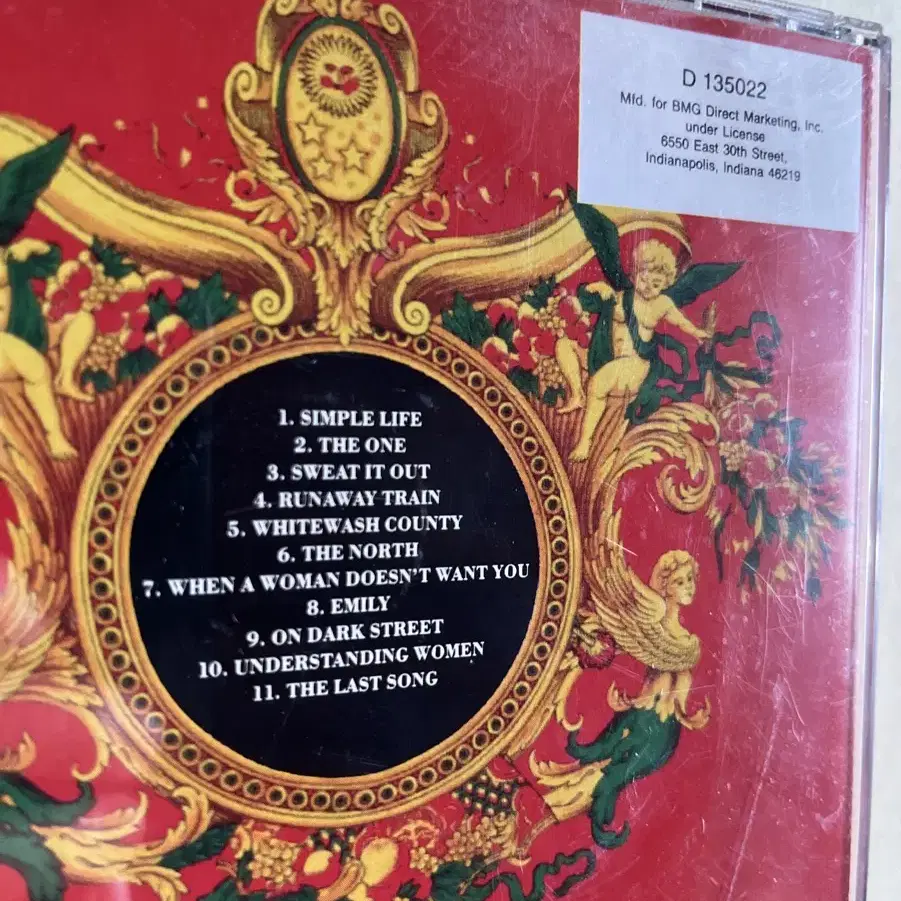 D 135022
Mfd. for BMG Direct Marketing, Inc.
under License
6550 East 30th Street,
Indianapolis, Indiana 46219
1. SIMPLE LIFE
2. THE ONE
3. SWEAT IT OUT
4. RUNAWAY TRAIN
5. WHITEWASH COUNTY
6. THE NORTH
7. WHEN A WOMAN DOESN'T WANT YOU
8. EMILY
9. ON DARK STREET
10. UNDERSTANDING WOMEN
11. THE LAST SONG